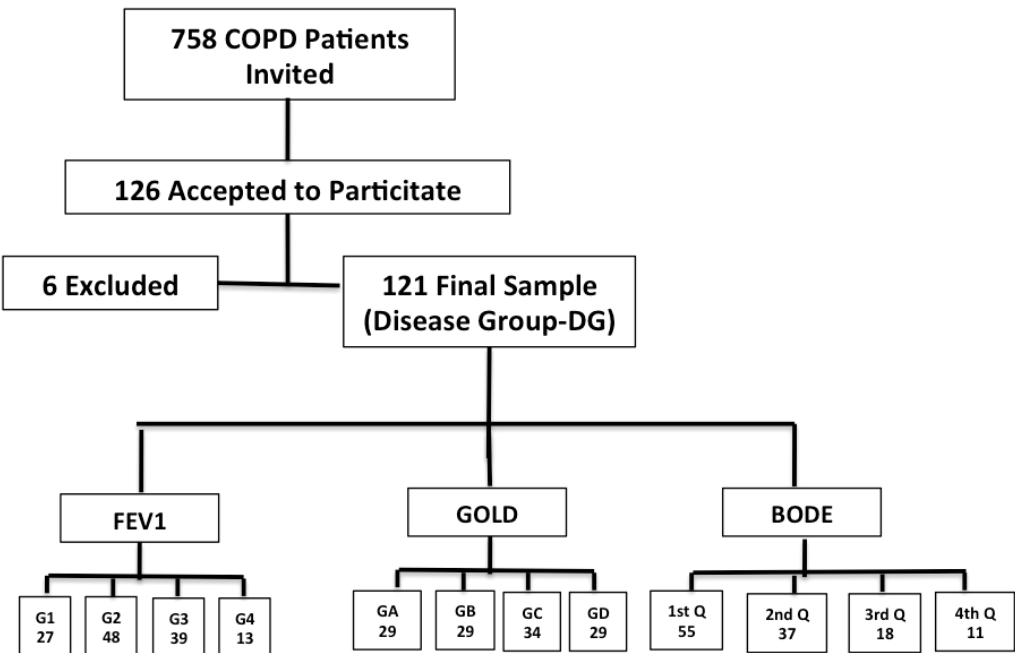 758 COPD Patients
Invited
126 Accepted to Particitate
6 Excluded
121 Final Sample
(Disease Group-DG)
FEV1
GOLD
BODE
G1
27
G2
48
G3
39
G4
13
GA
29
GB
29
GC
34
GD
29
1st Q
55
2nd Q
37
3rd Q
18
4th Q
11